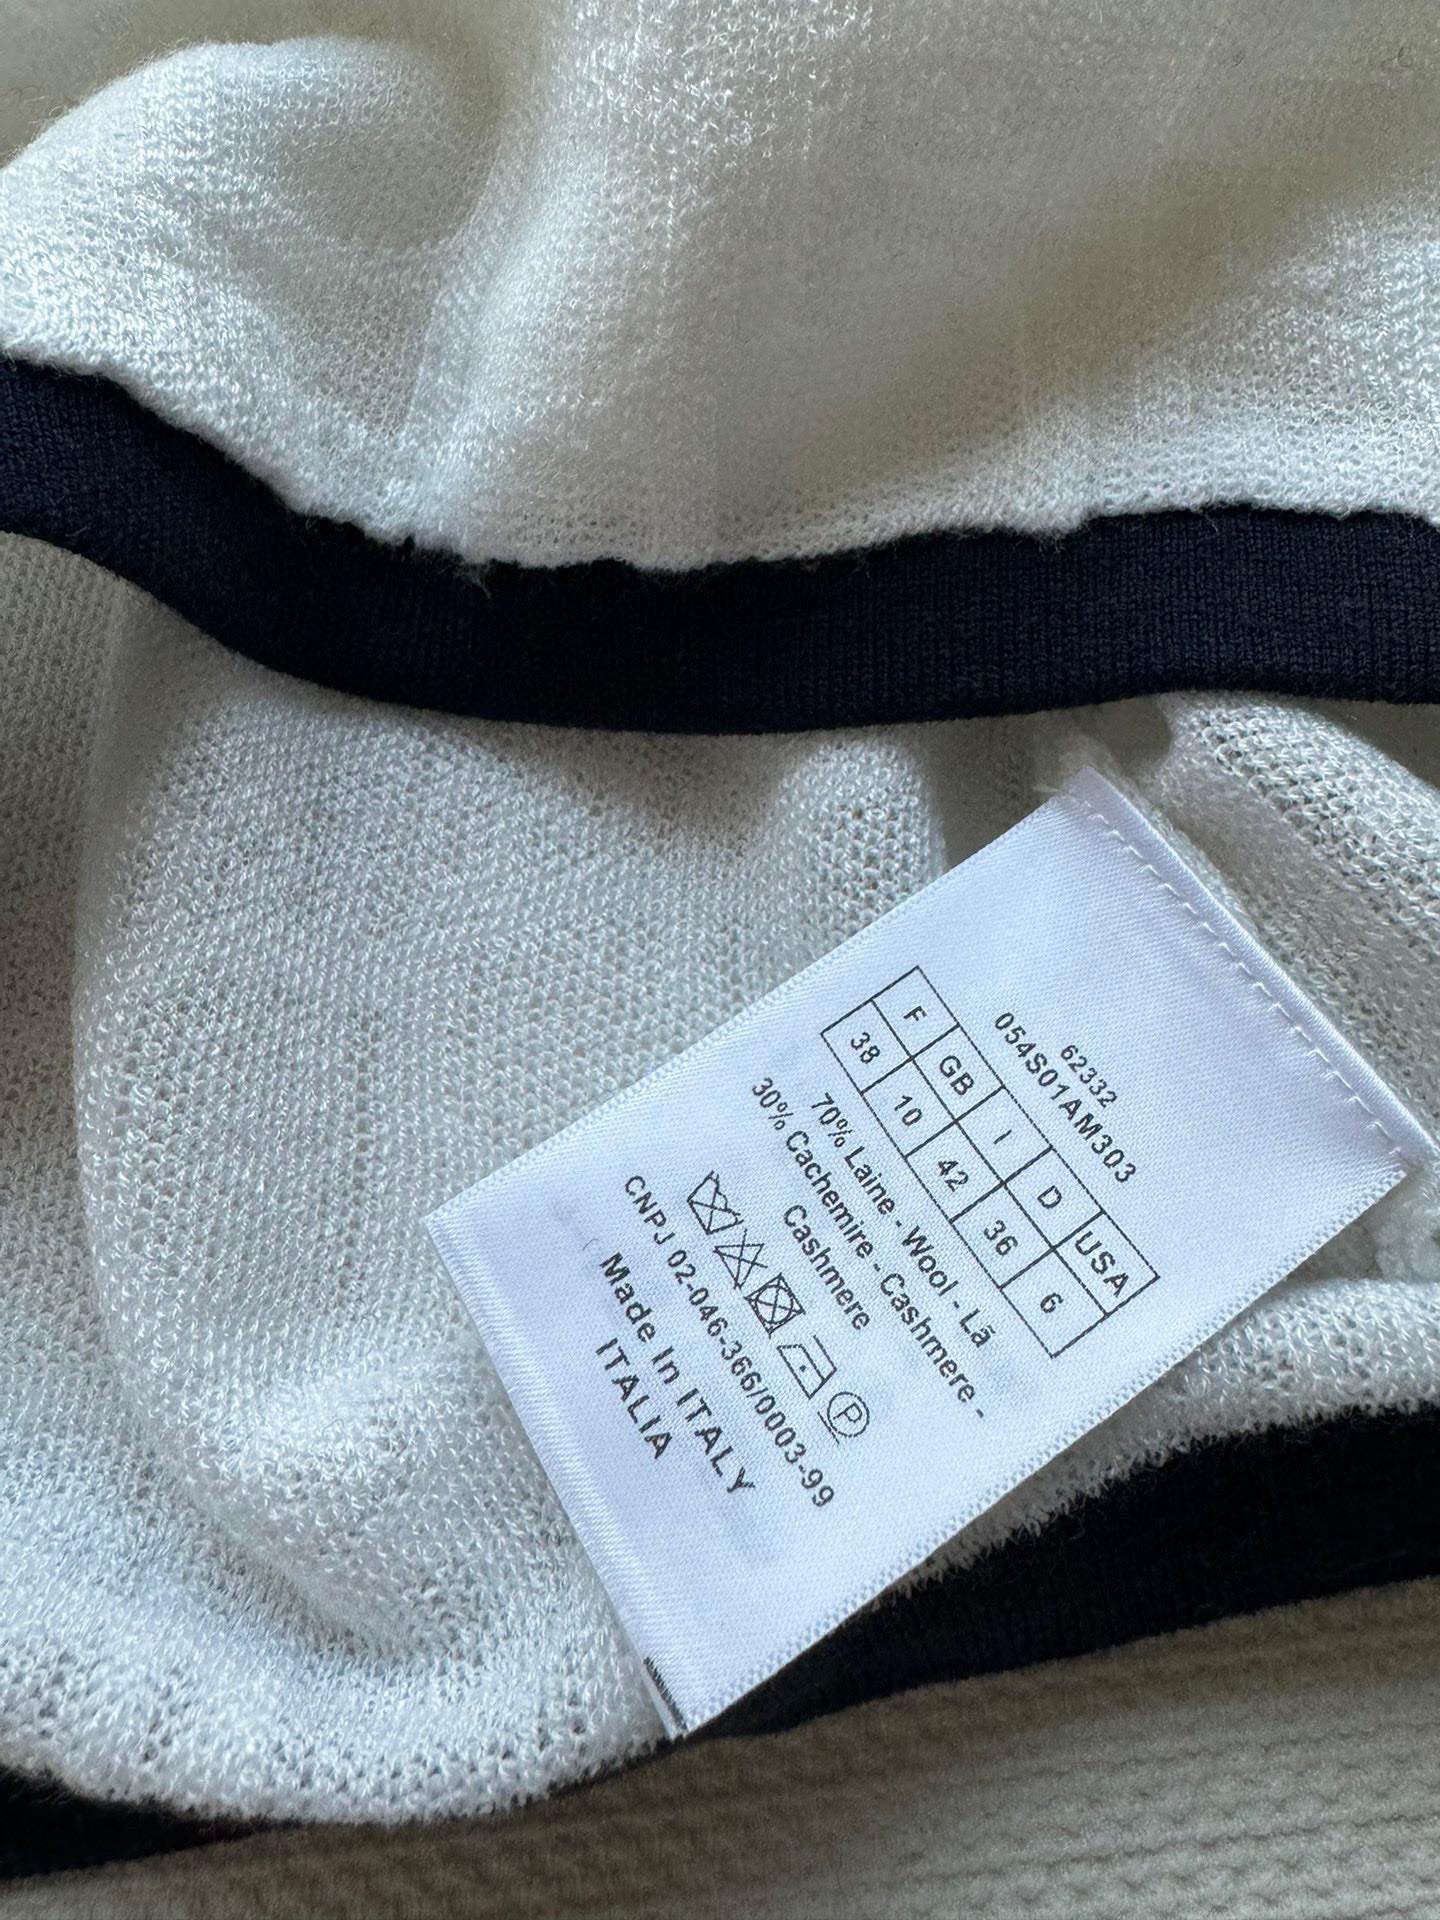 62332
054S01AM303
F GB I D USA
38 10 42 36 6
70% Laine - Wool - Lã
30% Cachemire - Cashmere -
Cashmere
P
CNPJ 02-046-366/0003-99
Made In ITALY
ITALIA